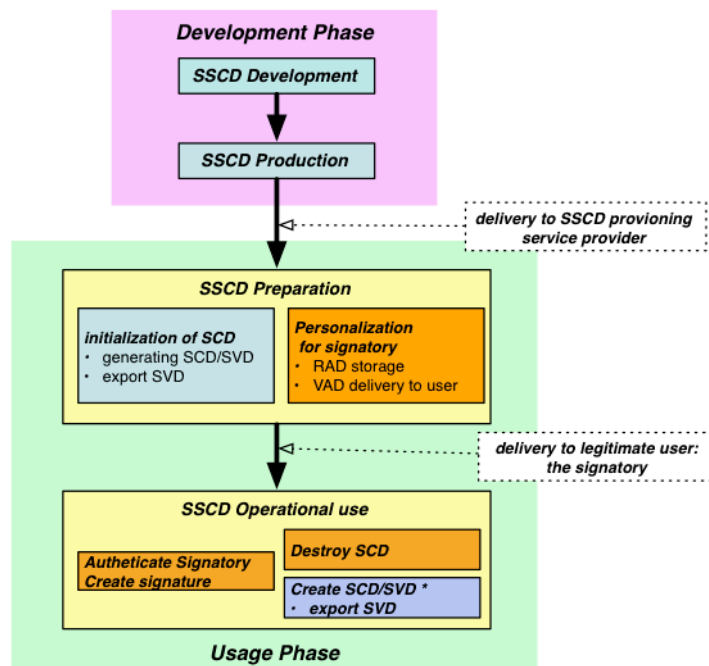 Development Phase
SSCD Development
SSCD Production
delivery to SSCD provioning
service provider
SSCD Preparation
initialization of SCD
• generating SCD/SVD
• export SVD
Personalization
for signatory
• RAD storage
• VAD delivery to user
delivery to legitimate user:
the signatory
SSCD Operational use
Autheticate Signatory
Create signature
Destroy SCD
Create SCD/SVD *
• export SVD
Usage Phase